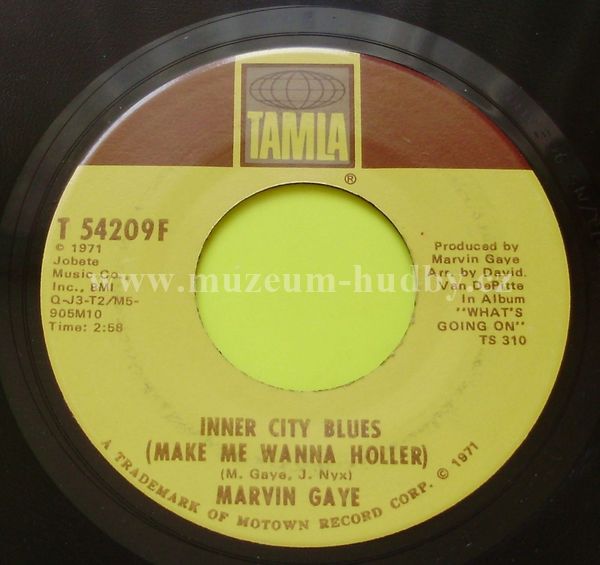 TAMLA
®
T 54209F
© 1971
Jobete
Music Co.
Inc., BMI
Q-J3-T2/M5-
905M10
Time: 2:58
Produced by
Marvin Gaye
Arr. by David
Van DePitte
In Album
"WHAT'S
GOING ON"
TS 310
www.muzeum-hudby.cz
INNER CITY BLUES
(MAKE ME WANNA HOLLER)
(M. Gaye, J. Nyx)
MARVIN GAYE
A TRADEMARK OF MOTOWN RECORD CORP. © 1971